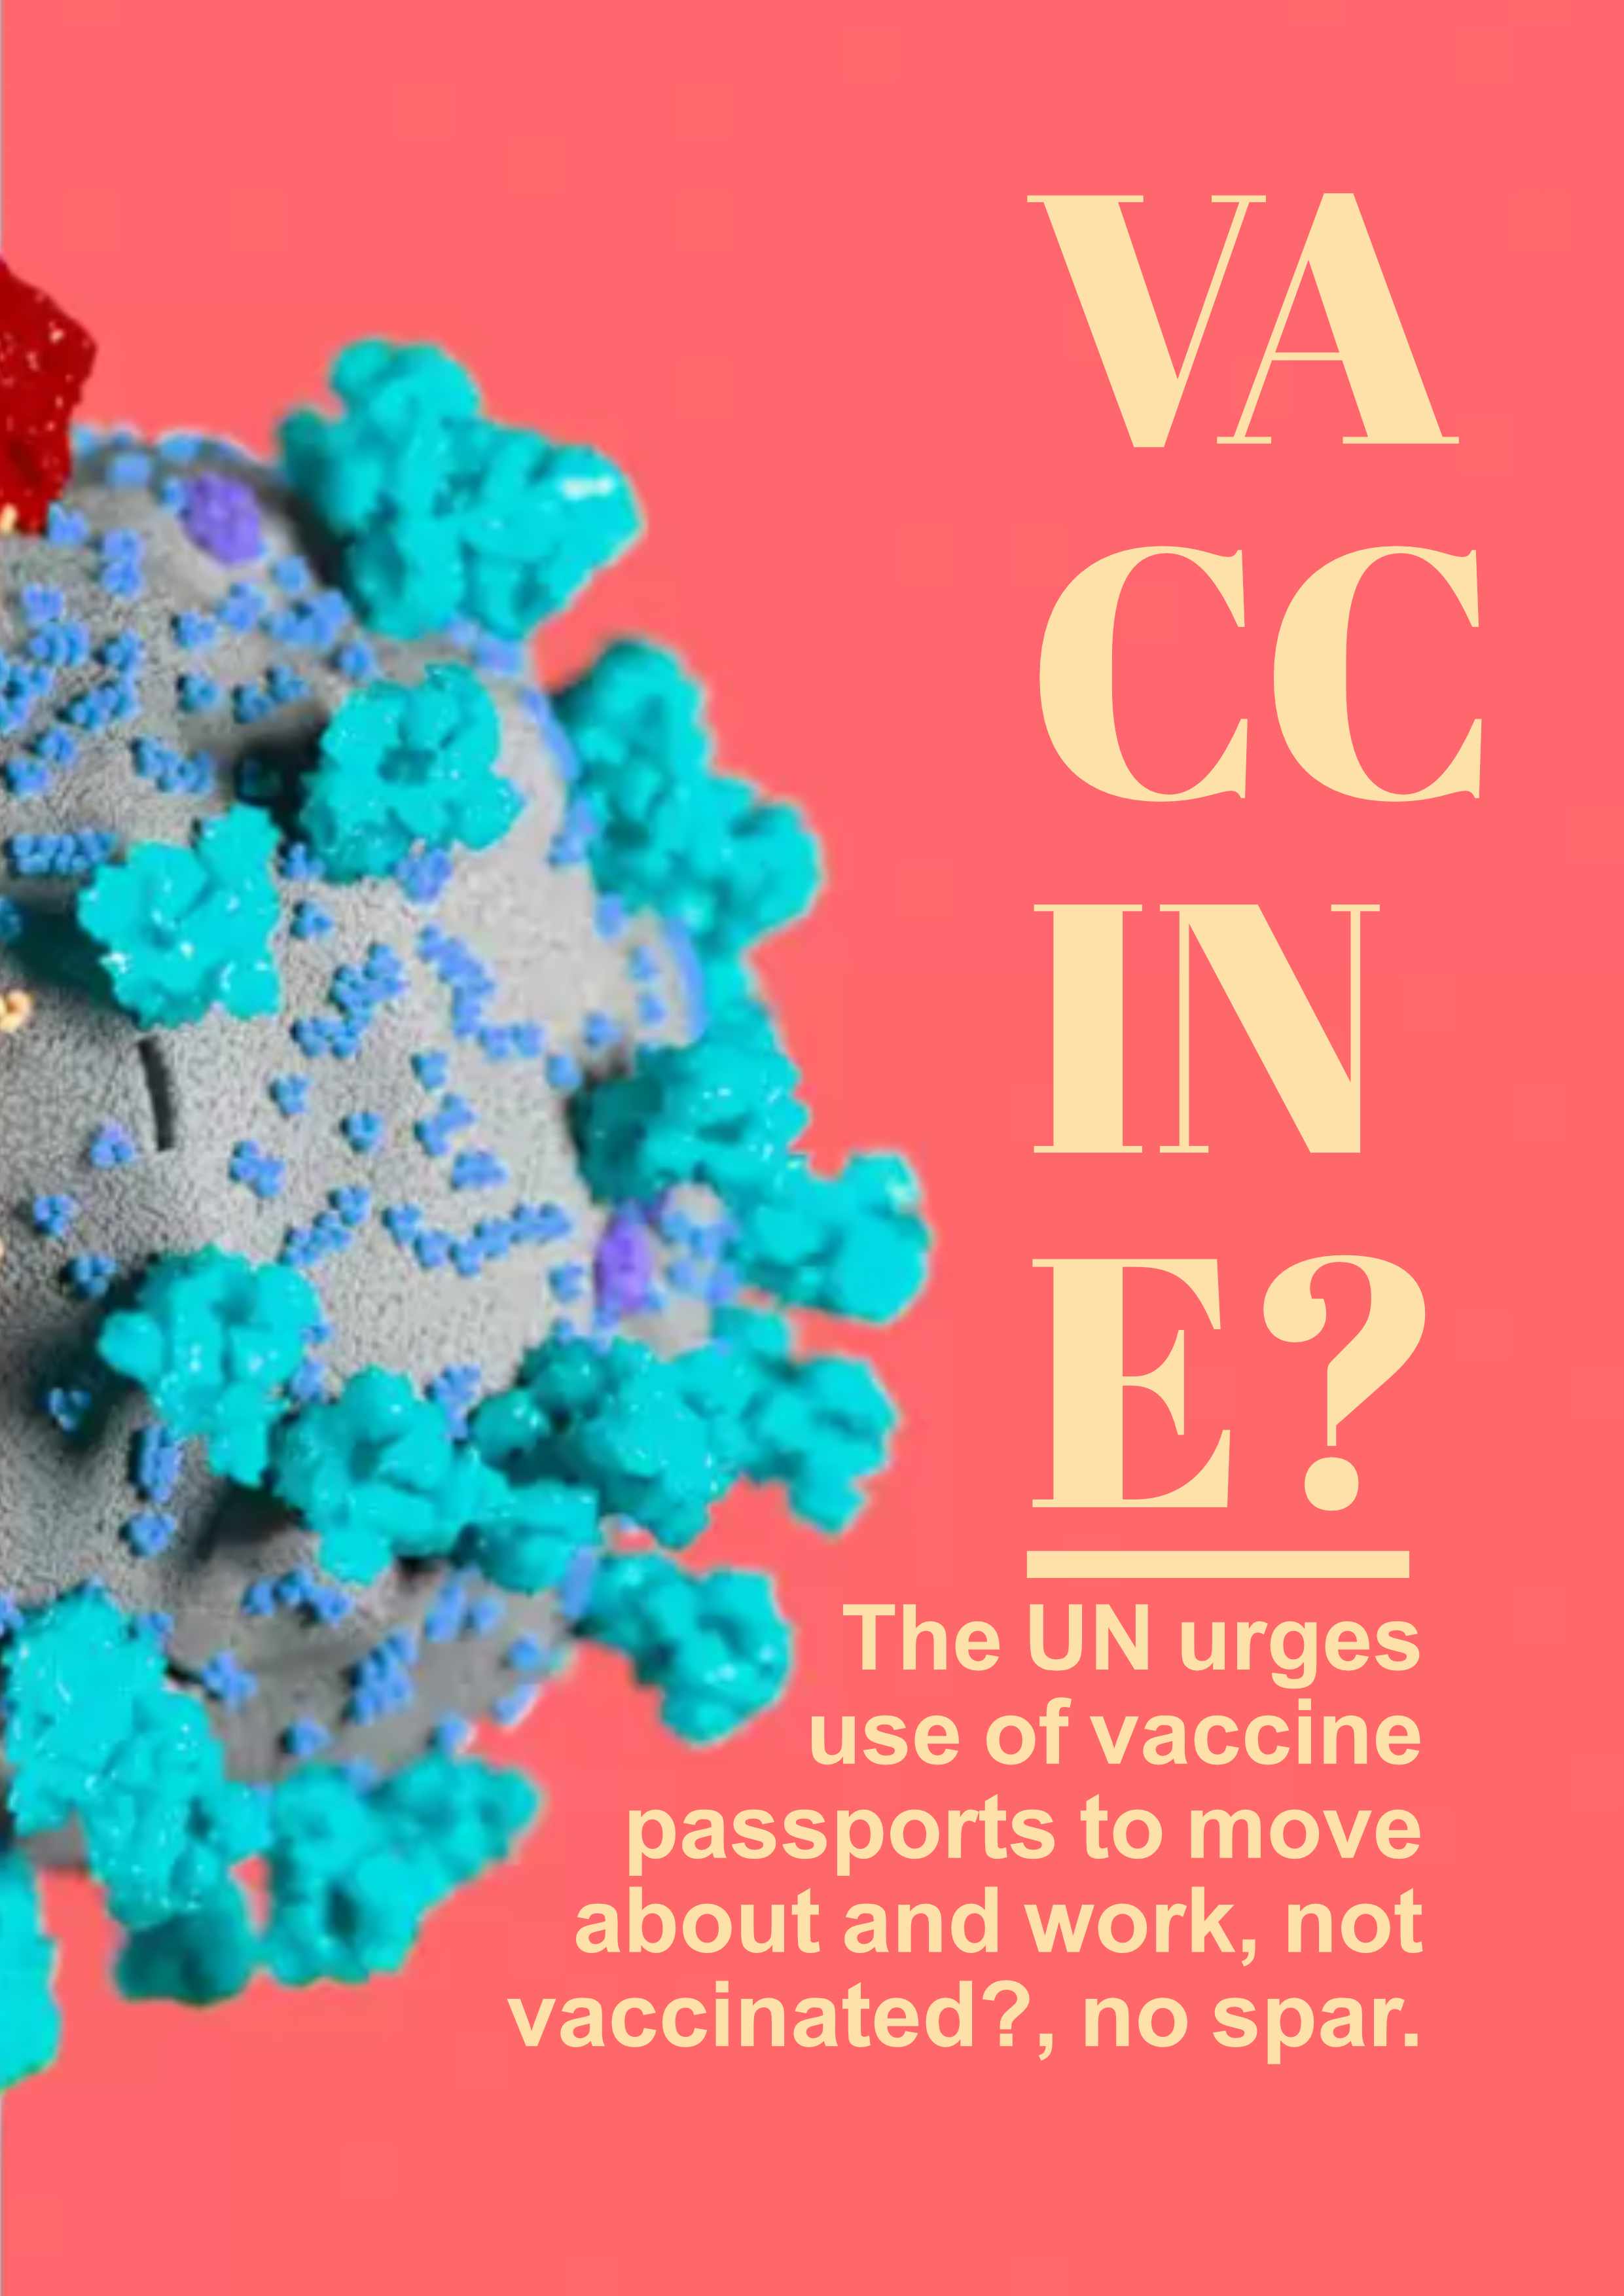 VA
CC
IN
E?
The UN urges
use of vaccine
passports to move
about and work, not
vaccinated?, no spar.